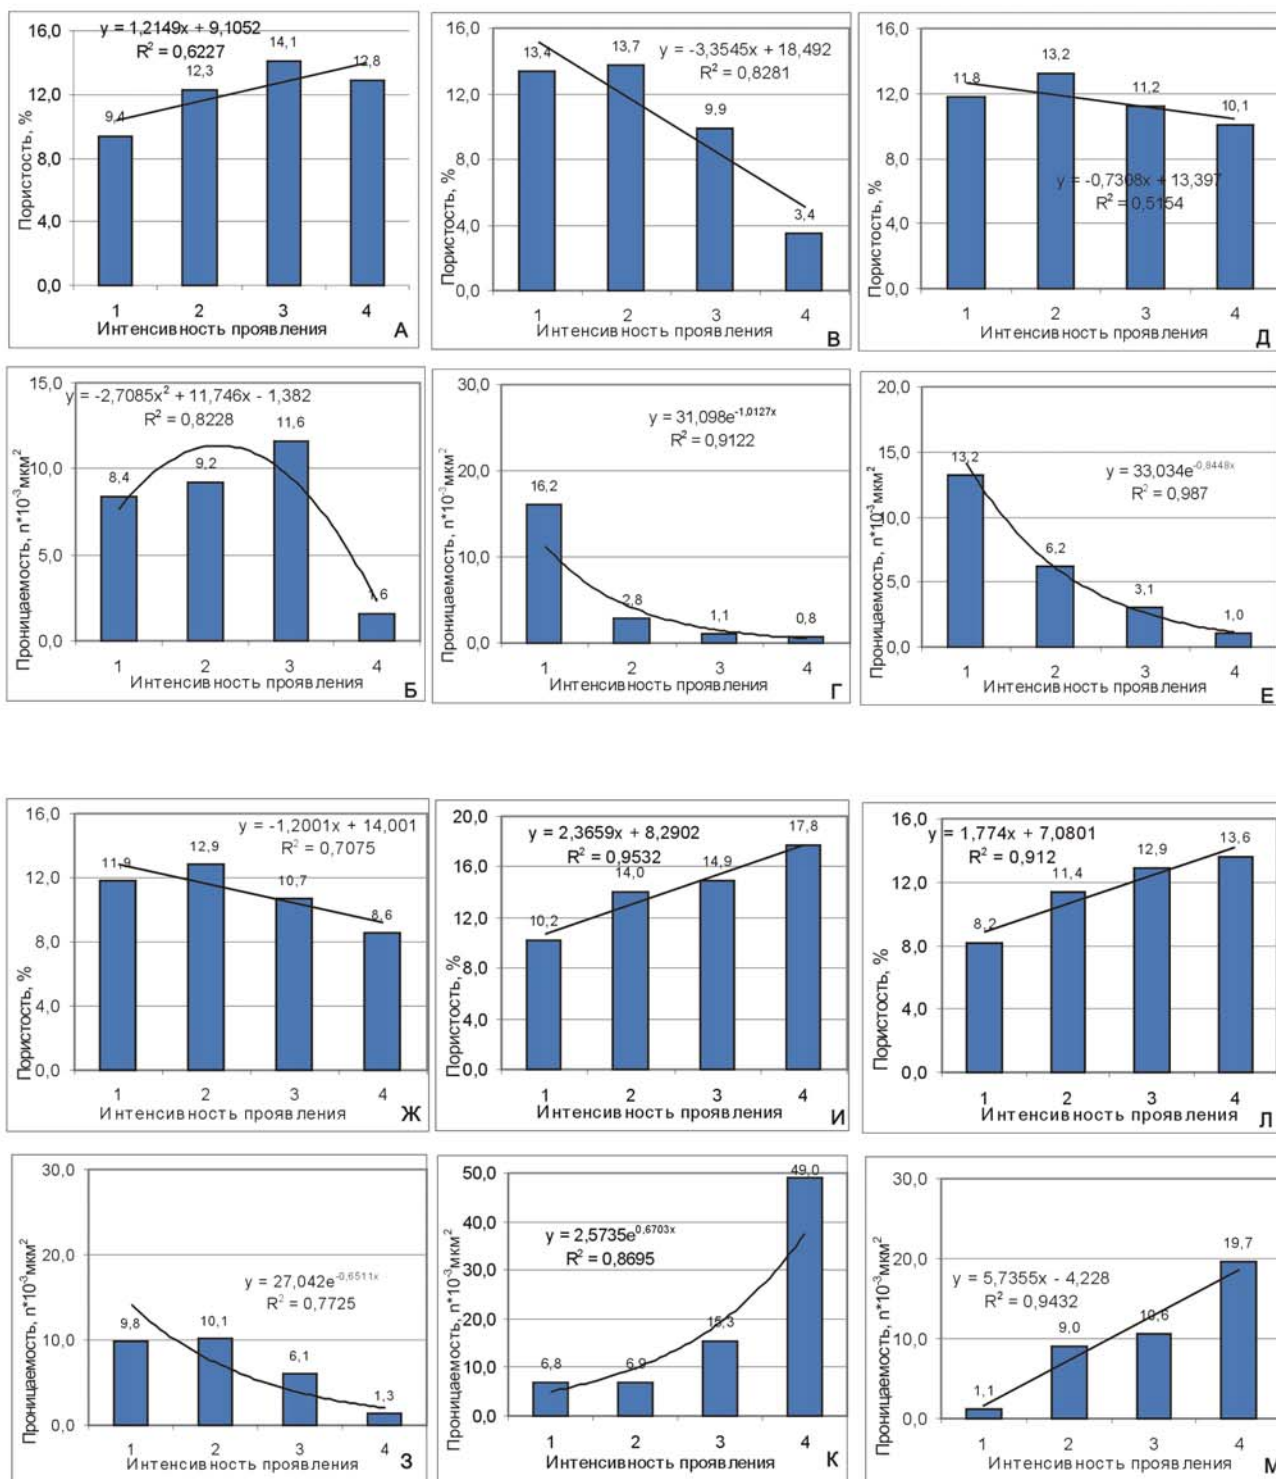 16,0
12,0
8,0
4,0
0,0
Пористость, %
y = 1,2149x + 9,1052
R² = 0,6227
9,4
12,3
14,1
12,8
1 2 3 4
Интенсивность проявления
А
16,0
12,0
8,0
4,0
0,0
Пористость, %
y = -3,3545x + 18,492
R² = 0,8281
13,4
13,7
9,9
3,4
1 2 3 4
Интенсивность проявления
В
16,0
12,0
8,0
4,0
0,0
Пористость, %
11,8
13,2
11,2
10,1
y = -0,7308x + 13,397
R² = 0,5154
1 2 3 4
Интенсивность проявления
Д
15,0
10,0
5,0
0,0
Проницаемость, n*10⁻³мкм²
y = -2,7085x² + 11,746x - 1,382
R² = 0,8228
8,4
9,2
11,6
1,6
1 2 3 4
Интенсивность проявления
Б
30,0
20,0
10,0
0,0
Проницаемость, n*10⁻³мкм²
y = 31,098e⁻¹,⁰¹²⁷ˣ
R² = 0,9122
16,2
2,8
1,1
0,8
1 2 3 4
Интенсивность проявления
Г
20,0
15,0
10,0
5,0
0,0
Проницаемость, n*10⁻³мкм²
y = 33,034e⁻⁰,⁸⁴⁴⁸ˣ
R² = 0,987
13,2
6,2
3,1
1,0
1 2 3 4
Интенсивность проявления
Е
16,0
12,0
8,0
4,0
0,0
Пористость, %
y = -1,2001x + 14,001
R² = 0,7075
11,9
12,9
10,7
8,6
1 2 3 4
Интенсивность проявления
Ж
20,0
16,0
12,0
8,0
4,0
0,0
Пористость, %
y = 2,3659x + 8,2902
R² = 0,9532
10,2
14,0
14,9
17,8
1 2 3 4
Интенсивность проявления
И
16,0
12,0
8,0
4,0
0,0
Пористость, %
y = 1,774x + 7,0801
R² = 0,912
8,2
11,4
12,9
13,6
1 2 3 4
Интенсивность проявления
Л
30,0
20,0
10,0
0,0
Проницаемость, n*10⁻³мкм²
y = 27,042e⁻⁰,⁶⁵¹¹ˣ
R² = 0,7725
9,8
10,1
6,1
1,3
1 2 3 4
Интенсивность проявления
З
50,0
40,0
30,0
20,0
10,0
0,0
Проницаемость, n*10⁻³мкм²
y = 2,5735e⁰,⁶⁷⁰³ˣ
R² = 0,8695
6,8
6,9
15,3
49,0
1 2 3 4
Интенсивность проявления
К
30,0
20,0
10,0
0,0
Проницаемость, n*10⁻³мкм²
y = 5,7355x - 4,228
R² = 0,9432
1,1
9,0
10,6
19,7
1 2 3 4
Интенсивность проявления
М